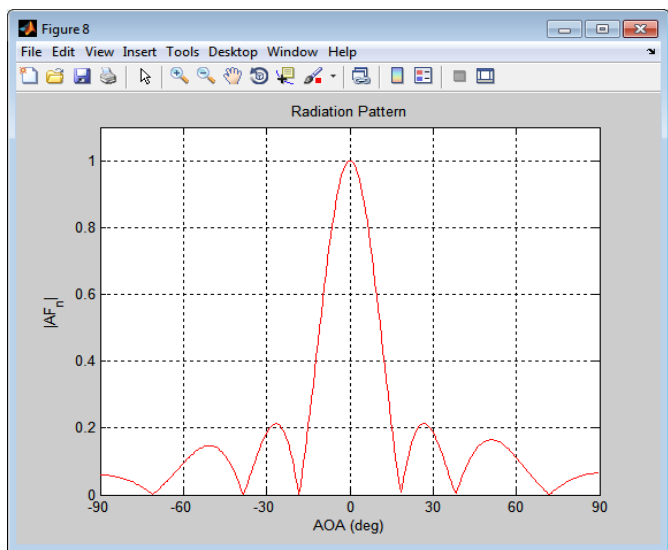 Figure 8
File Edit View Insert Tools Desktop Window Help
Radiation Pattern
1
0.8
0.6
0.4
0.2
0
|AFn|
-90 -60 -30 0 30 60 90
AOA (deg)